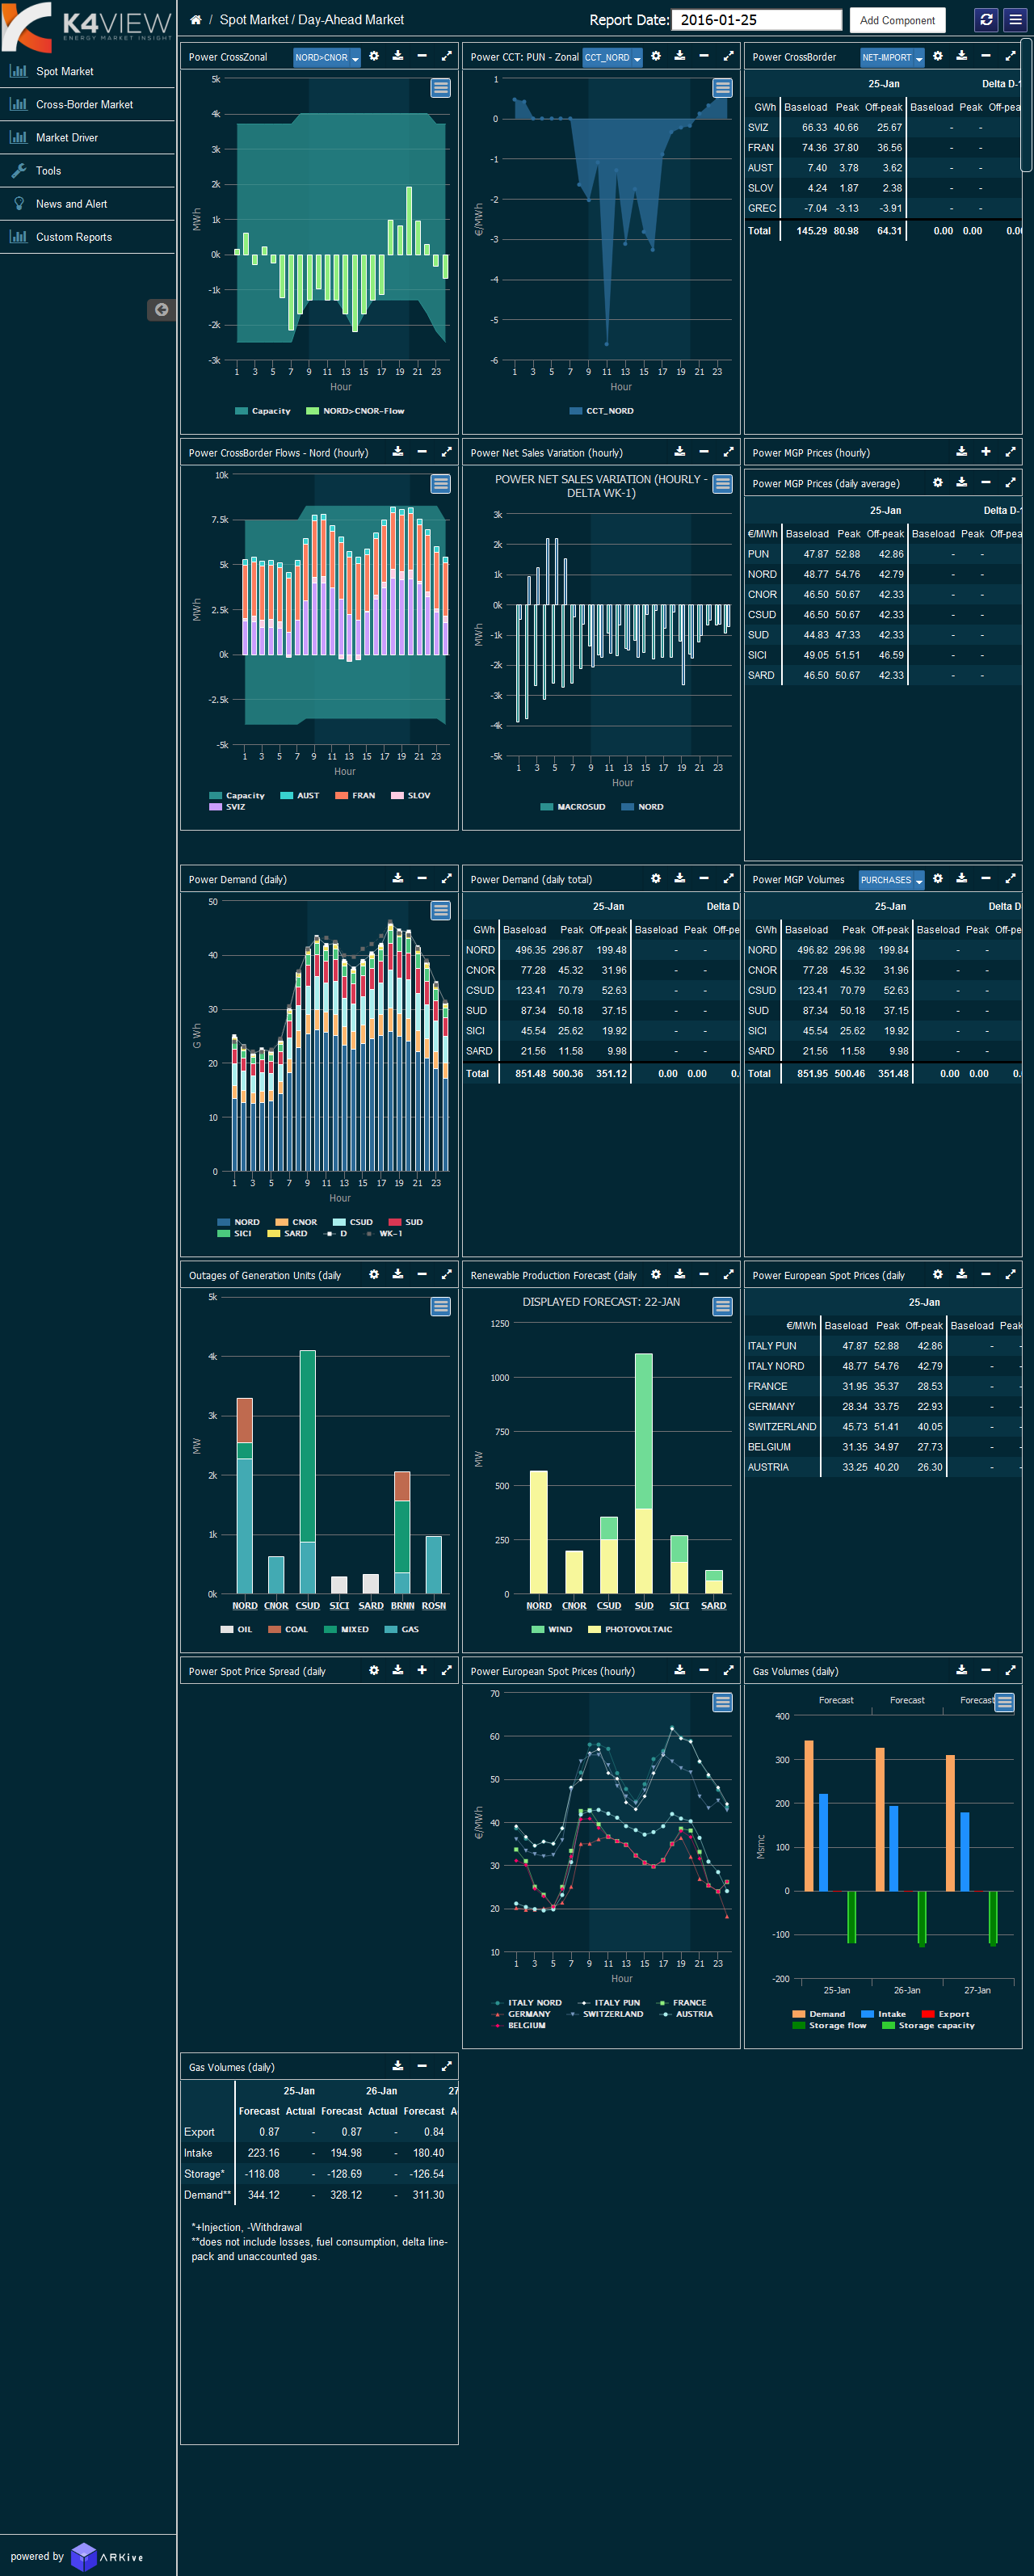 K4VIEW
ENERGY MARKET INSIGHT
/ Spot Market / Day-Ahead Market
Report Date: 2016-01-25
Add Component
Spot Market
Cross-Border Market
Market Driver
Tools
News and Alert
Custom Reports
Power CrossZonal
NORD>CNOR
5k
4k
3k
2k
1k
0k
-1k
-2k
-3k
MWh
1 3 5 7 9 11 13 15 17 19 21 23
Hour
Capacity NORD>CNOR-Flow
Power CCT: PUN - Zonal
CCT_NORD
1
0
-1
-2
-3
-4
-5
-6
€/MWh
1 3 5 7 9 11 13 15 17 19 21 23
Hour
CCT_NORD
Power CrossBorder
NET-IMPORT
25-Jan Delta D-1
GWh Baseload Peak Off-peak Baseload Peak Off-pea
SVIZ 66.33 40.66 25.67 - -
FRAN 74.36 37.80 36.56 - -
AUST 7.40 3.78 3.62 - -
SLOV 4.24 1.87 2.38 - -
GREC -7.04 -3.13 -3.91 - -
Total 145.29 80.98 64.31 0.00 0.00 0.00
Power CrossBorder Flows - Nord (hourly)
10k
7.5k
5k
2.5k
0k
-2.5k
-5k
MWh
1 3 5 7 9 11 13 15 17 19 21 23
Hour
Capacity AUST FRAN SLOV
SVIZ
Power Net Sales Variation (hourly)
POWER NET SALES VARIATION (HOURLY -
DELTA WK-1)
3k
2k
1k
0k
-1k
-2k
-3k
-4k
-5k
MWh
1 3 5 7 9 11 13 15 17 19 21 23
Hour
MACROSUD NORD
Power MGP Prices (hourly)
Power MGP Prices (daily average)
25-Jan Delta D-1
€/MWh Baseload Peak Off-peak Baseload Peak Off-pea
PUN 47.87 52.88 42.86 - -
NORD 48.77 54.76 42.79 - -
CNOR 46.50 50.67 42.33 - -
CSUD 46.50 50.67 42.33 - -
SUD 44.83 47.33 42.33 - -
SICI 49.05 51.51 46.59 - -
SARD 46.50 50.67 42.33 - -
Power Demand (daily)
50
40
30
20
10
0
G Wh
1 3 5 7 9 11 13 15 17 19 21 23
Hour
NORD CNOR CSUD SUD
SICI SARD D WK-1
Power Demand (daily total)
25-Jan Delta D
GWh Baseload Peak Off-peak Baseload Peak Off-pe
NORD 496.35 296.87 199.48 - -
CNOR 77.28 45.32 31.96 - -
CSUD 123.41 70.79 52.63 - -
SUD 87.34 50.18 37.15 - -
SICI 45.54 25.62 19.92 - -
SARD 21.56 11.58 9.98 - -
Total 851.48 500.36 351.12 0.00 0.00 0.
Power MGP Volumes
PURCHASES
25-Jan Delta D
GWh Baseload Peak Off-peak Baseload Peak Off-pe
NORD 496.82 296.98 199.84 - -
CNOR 77.28 45.32 31.96 - -
CSUD 123.41 70.79 52.63 - -
SUD 87.34 50.18 37.15 - -
SICI 45.54 25.62 19.92 - -
SARD 21.56 11.58 9.98 - -
Total 851.95 500.46 351.48 0.00 0.00 0.
Outages of Generation Units (daily
5k
4k
3k
2k
1k
0k
MW
NORD CNOR CSUD SICI SARD BRNN ROSN
OIL COAL MIXED GAS
Renewable Production Forecast (daily
DISPLAYED FORECAST: 22-JAN
1250
1000
750
500
250
0
MW
NORD CNOR CSUD SUD SICI SARD
WIND PHOTOVOLTAIC
Power European Spot Prices (daily
25-Jan
€/MWh Baseload Peak Off-peak Baseload Peak
ITALY PUN 47.87 52.88 42.86 - -
ITALY NORD 48.77 54.76 42.79 - -
FRANCE 31.95 35.37 28.53 - -
GERMANY 28.34 33.75 22.93 - -
SWITZERLAND 45.73 51.41 40.05 - -
BELGIUM 31.35 34.97 27.73 - -
AUSTRIA 33.25 40.20 26.30 - -
Power Spot Price Spread (daily
Power European Spot Prices (hourly)
70
60
50
40
30
20
10
€/MWh
1 3 5 7 9 11 13 15 17 19 21 23
Hour
ITALY NORD ITALY PUN FRANCE
GERMANY SWITZERLAND AUSTRIA
BELGIUM
Gas Volumes (daily)
Forecast Forecast Forecast
400
300
200
100
0
-100
-200
Msmc
25-Jan 26-Jan 27-Jan
Demand Intake Export
Storage flow Storage capacity
Gas Volumes (daily)
25-Jan 26-Jan 27
Forecast Actual Forecast Actual Forecast A
Export 0.87 - 0.87 - 0.84
Intake 223.16 - 194.98 - 180.40
Storage* -118.08 - -128.69 - -126.54
Demand** 344.12 - 328.12 - 311.30
*+Injection, -Withdrawal
**does not include losses, fuel consumption, delta line-
pack and unaccounted gas.
powered by ARKive